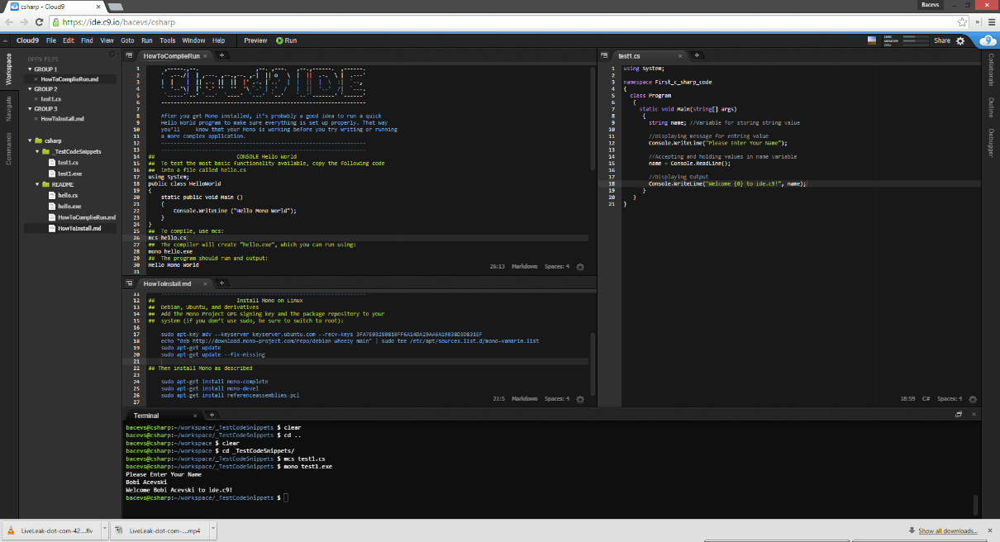 csharp - Cloud9
Bacevs
https://ide.c9.io/bacevs/csharp
Cloud9 File Edit Find View Goto Run Tools Window Help Preview Run
DISK
MEMORY
CPU
Share
Workspace
Navigate
Commands
OPEN FILES
GROUP 1
HowToComplieRun.md
GROUP 2
test1.cs
GROUP 3
HowToInstall.md
csharp
_TestCodeSnippets
test1.cs
test1.exe
README
hello.cs
hello.exe
HowToComplieRun.md
HowToInstall.md
HowToComplieRun
1
2
3
4
5
6
7
8 After you get Mono installed, it's probably a good idea to run a quick
9 Hello World program to make sure everything is set up properly. That way
10 you'll know that your Mono is working before you try writing or running
11 a more complex application.
12 ----------------------------------------------------------------
13 ----------------------------------------------------------------
14 ## CONSOLE Hello World
15 ## To test the most basic functionality available, copy the following code
16 ## into a file called hello.cs
17 using System;
18 public class HelloWorld
19 {
20 static public void Main ()
21 {
22 Console.WriteLine ("Hello Mono World");
23 }
24 }
25 ## To compile, use mcs:
26 mcs hello.cs
27 ## The compiler will create "hello.exe", which you can run using:
28 mono hello.exe
29 ## The program should run and output:
30 Hello Mono World
31
26:13 Markdown Spaces: 4
HowToInstall.md
11 ----------------------------------------------------------------
12 ## Install Mono on Linux
13 ## Debian, Ubuntu, and derivatives
14 ## Add the Mono Project GPG signing key and the package repository to your
15 ## system (if you don't use sudo, be sure to switch to root):
16
17 sudo apt-key adv --keyserver keyserver.ubuntu.com --recv-keys 3FA7E0328081BFF6A14DA29AA6A19B38D3D831EF
18 echo "deb http://download.mono-project.com/repo/debian wheezy main" | sudo tee /etc/apt/sources.list.d/mono-xamarin.list
19 sudo apt-get update
20 sudo apt-get update --fix-missing
21
22 ## Then install Mono as described
23
24 sudo apt-get install mono-complete
25 sudo apt-get install mono-devel
26 sudo apt-get install referenceassemblies-pcl
27
21:5 Markdown Spaces: 4
test1.cs
1 using System;
2
3 namespace First_c_sharp_code
4 {
5 class Program
6 {
7 static void Main(string[] args)
8 {
9 string name; //Variable for storing string value
10
11 //Displaying message for entring value
12 Console.WriteLine("Please Enter Your Name");
13
14 //Accepting and holding values in name variable
15 name = Console.ReadLine();
16
17 //Displaying Output
18 Console.WriteLine("Welcome {0} to ide.c9!", name);
19 }
20 }
21 }
18:59 C# Spaces: 4
Collaborate
Outline
Debugger
Terminal
bacevs@csharp:~/workspace/_TestCodeSnippets $ clear
bacevs@csharp:~/workspace/_TestCodeSnippets $ cd ..
bacevs@csharp:~/workspace $ clear
bacevs@csharp:~/workspace $ cd _TestCodeSnippets/
bacevs@csharp:~/workspace/_TestCodeSnippets $ mcs test1.cs
bacevs@csharp:~/workspace/_TestCodeSnippets $ mono test1.exe
Please Enter Your Name
Bobi Acevski
Welcome Bobi Acevski to ide.c9!
bacevs@csharp:~/workspace/_TestCodeSnippets $
LiveLeak-dot-com-42....flv
LiveLeak-dot-com-....mp4
Show all downloads...